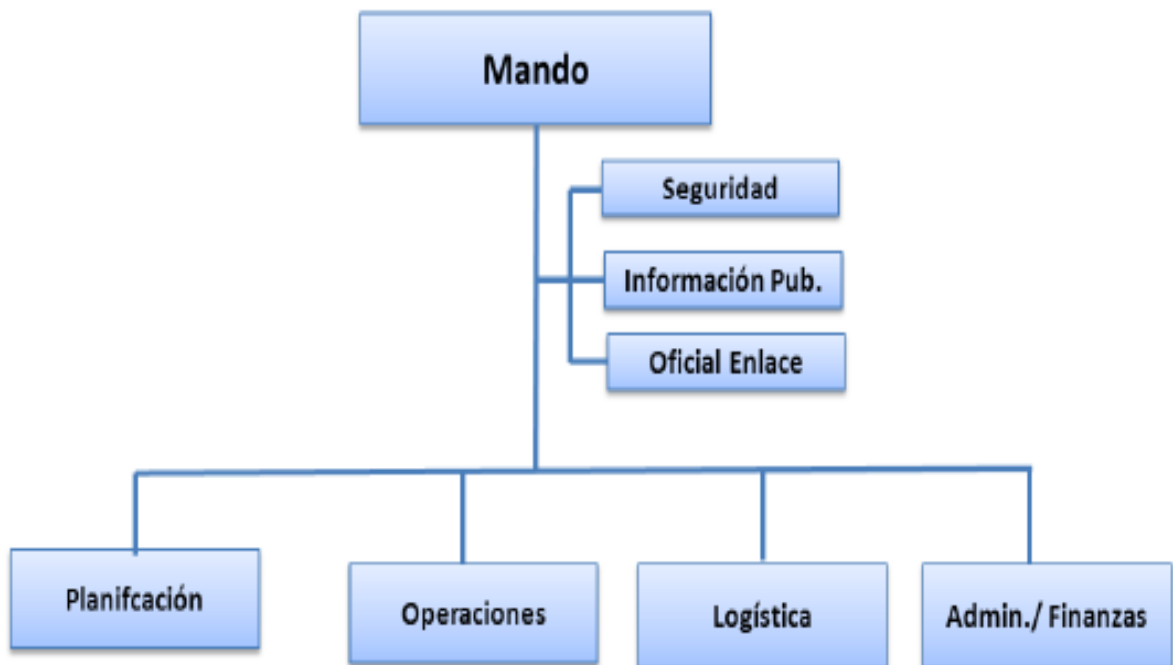 Mando
Seguridad
Información Pub.
Oficial Enlace
Planifcación
Operaciones
Logística
Admin./ Finanzas